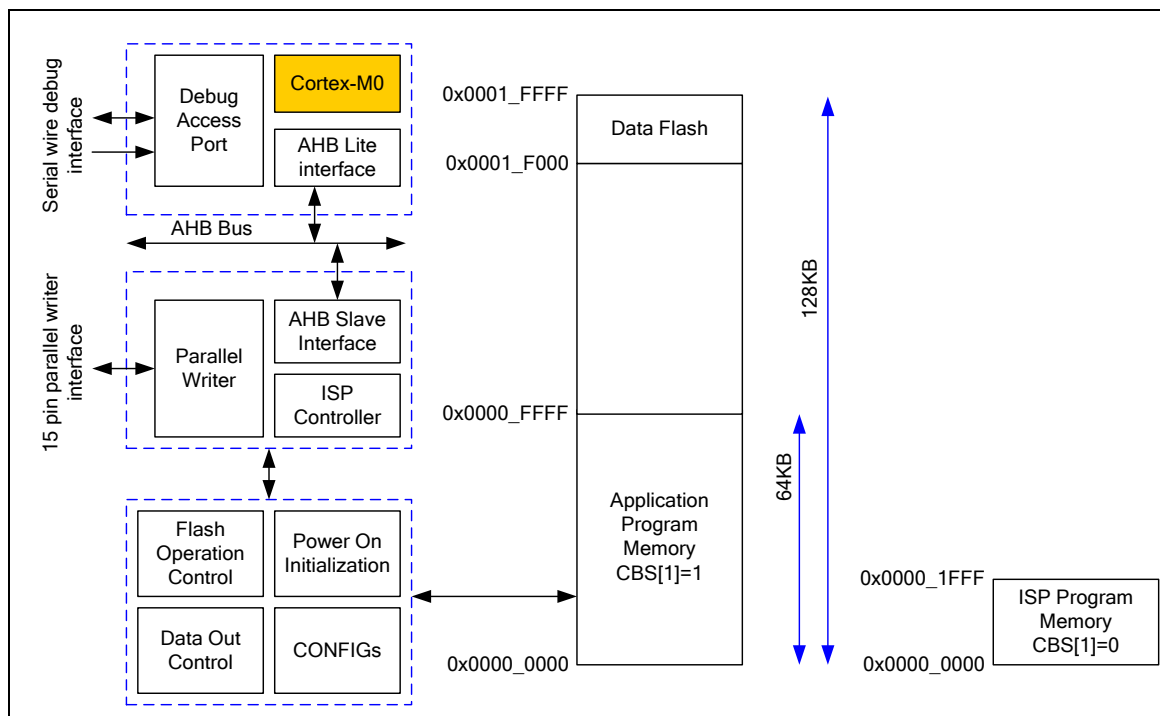 Serial wire debug
interface
Debug
Access
Port
Cortex-M0
AHB Lite
interface
AHB Bus
15 pin parallel writer
interface
Parallel
Writer
AHB Slave
Interface
ISP
Controller
Flash
Operation
Control
Power On
Initialization
Data Out
Control
CONFIGs
0x0001_FFFF
Data Flash
0x0001_F000
0x0000_FFFF
Application
Program
Memory
CBS[1]=1
0x0000_0000
64KB
128KB
0x0000_1FFF
ISP Program
Memory
CBS[1]=0
0x0000_0000